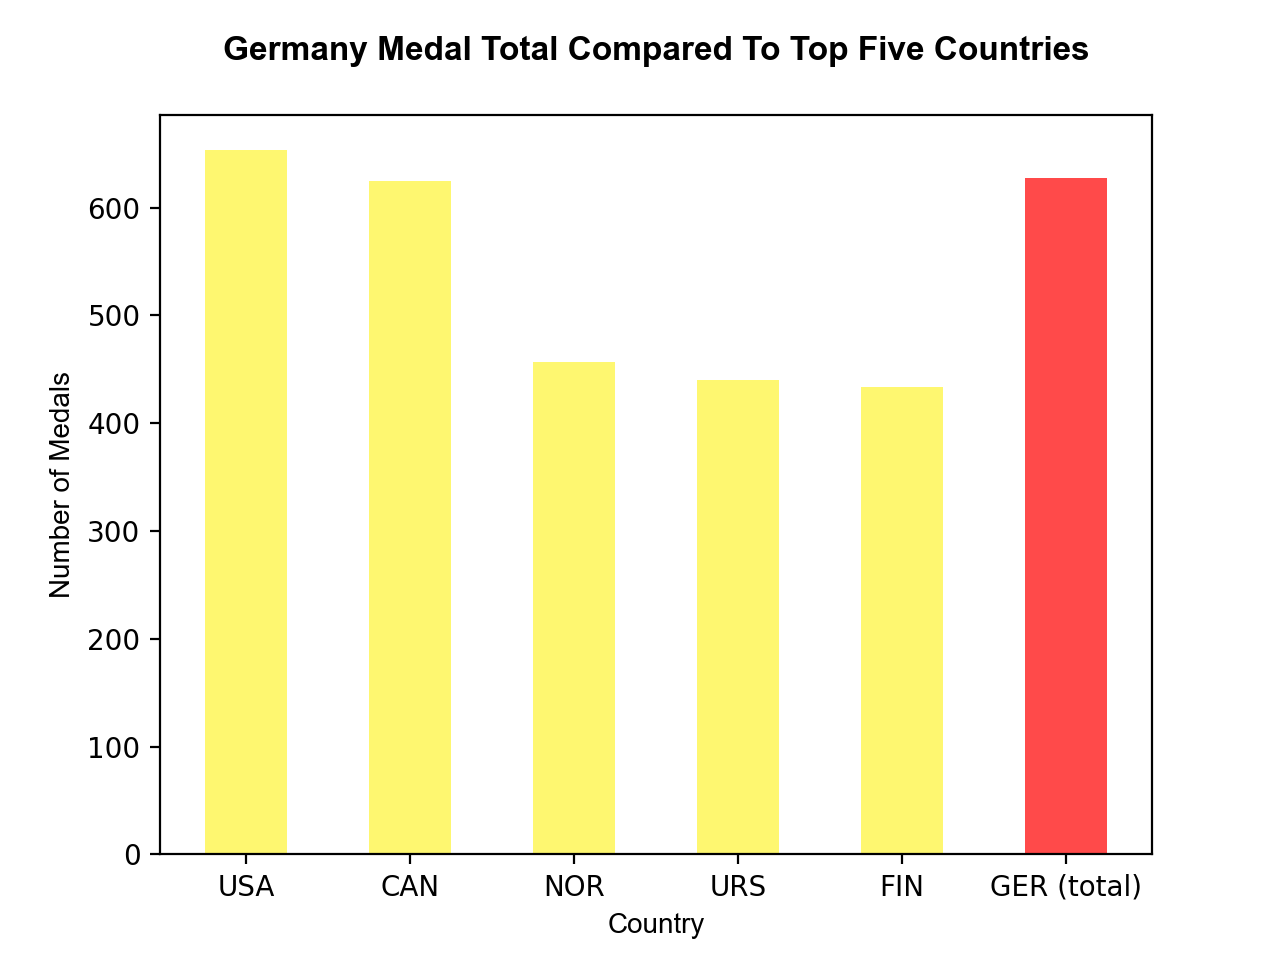 Germany Medal Total Compared To Top Five Countries
Number of Medals
600
500
400
300
200
100
0
USA CAN NOR URS FIN GER (total)
Country